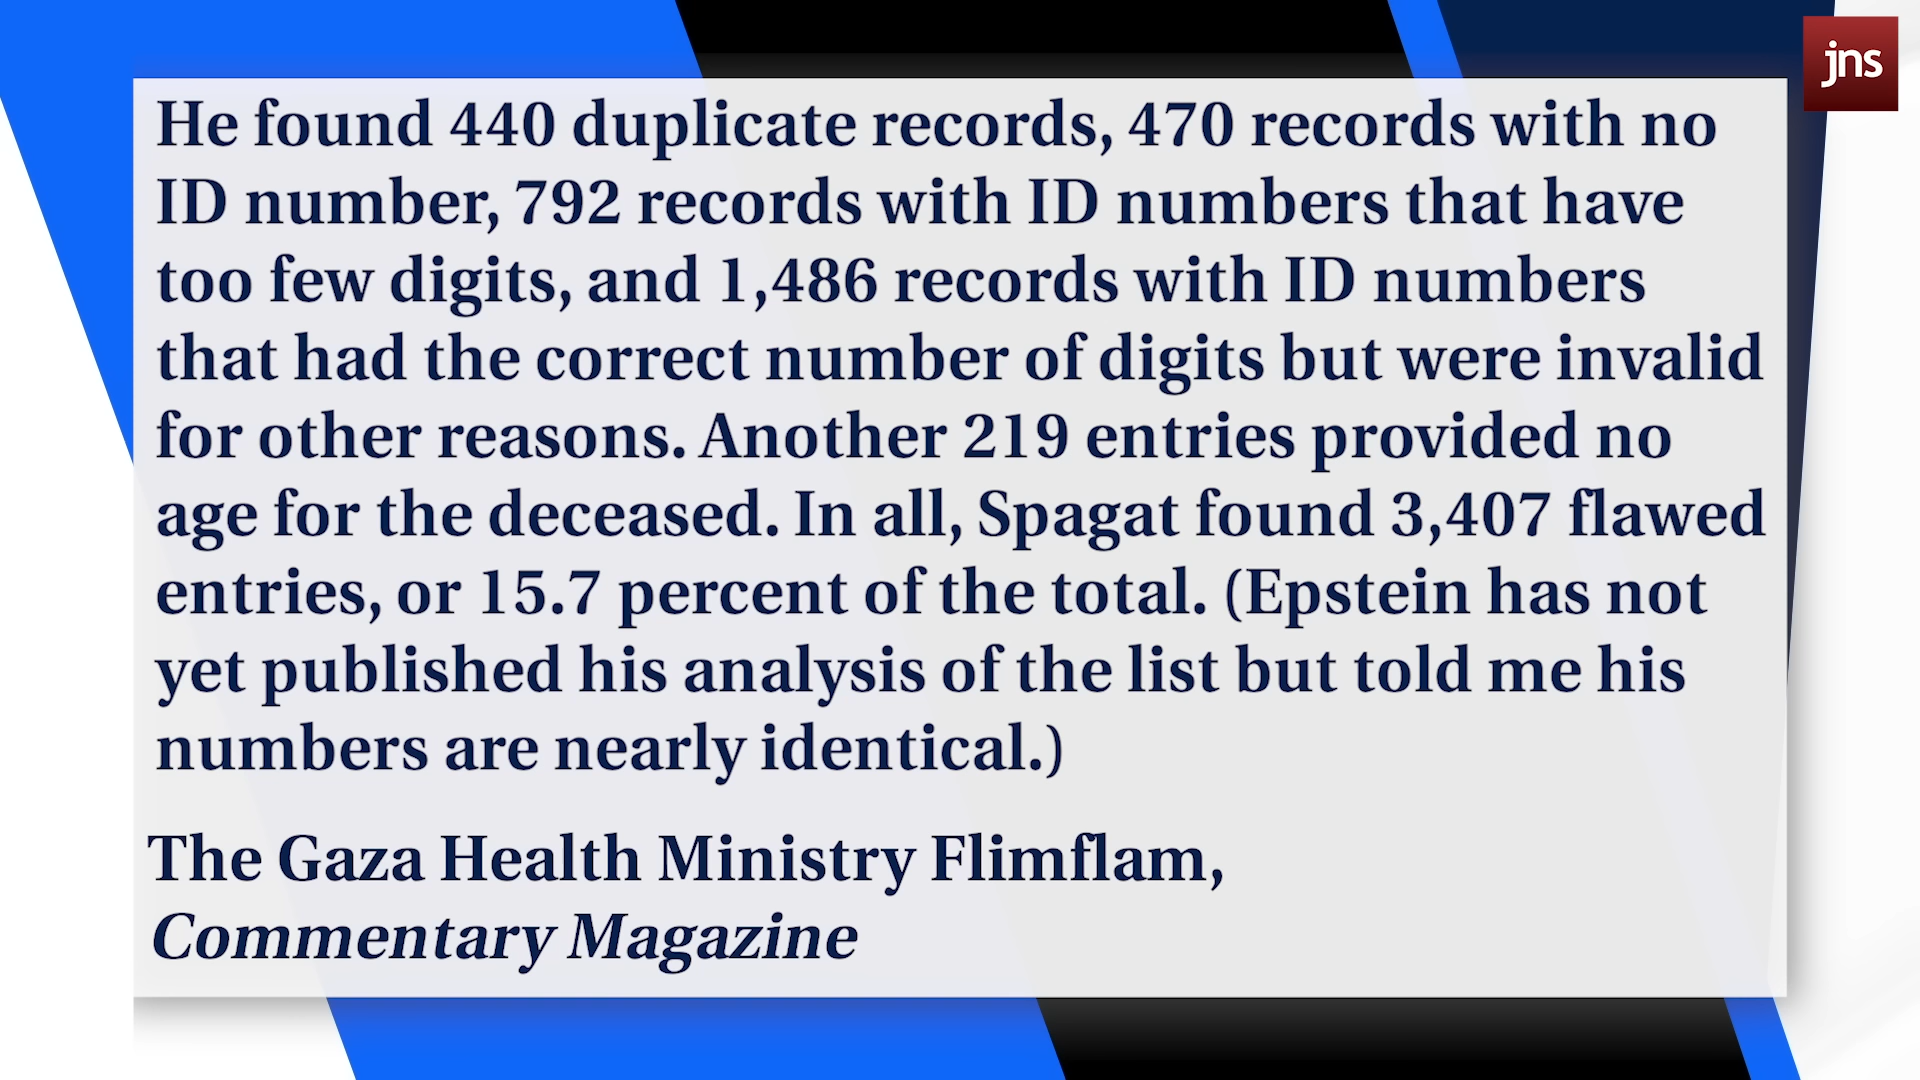 jns
He found 440 duplicate records, 470 records with no
ID number, 792 records with ID numbers that have
too few digits, and 1,486 records with ID numbers
that had the correct number of digits but were invalid
for other reasons. Another 219 entries provided no
age for the deceased. In all, Spagat found 3,407 flawed
entries, or 15.7 percent of the total. (Epstein has not
yet published his analysis of the list but told me his
numbers are nearly identical.)
The Gaza Health Ministry Flimflam,
Commentary Magazine